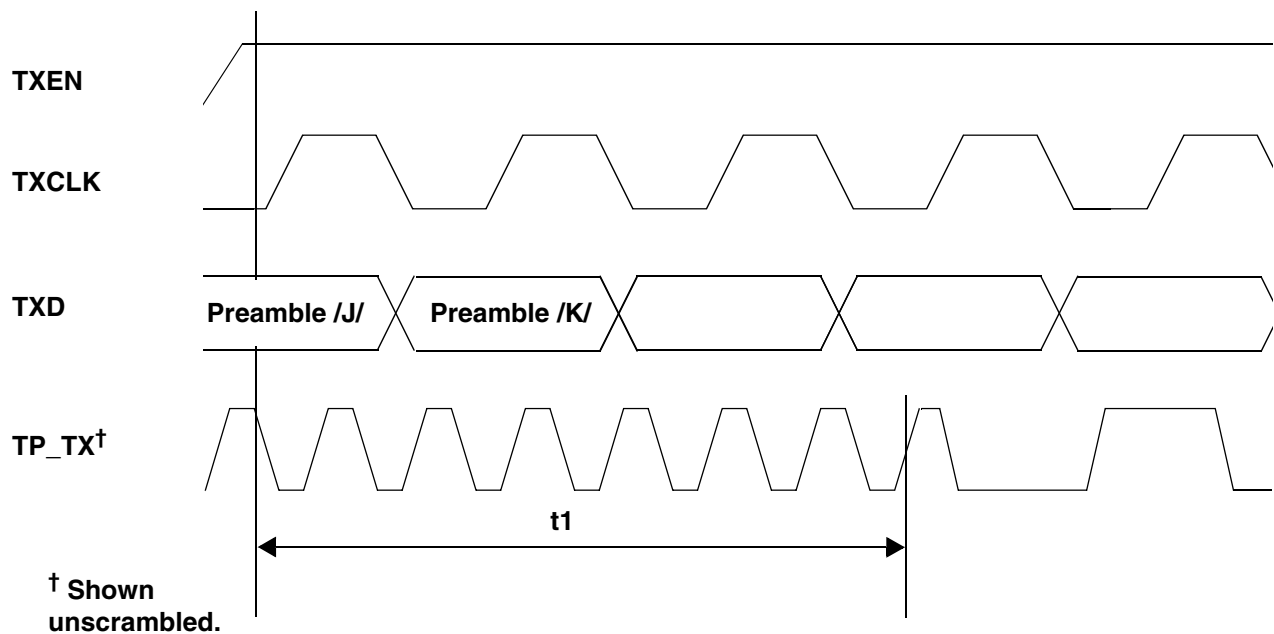 TXEN
TXCLK
TXD
Preamble /J/
Preamble /K/
TP_TX†
t1
† Shown
unscrambled.